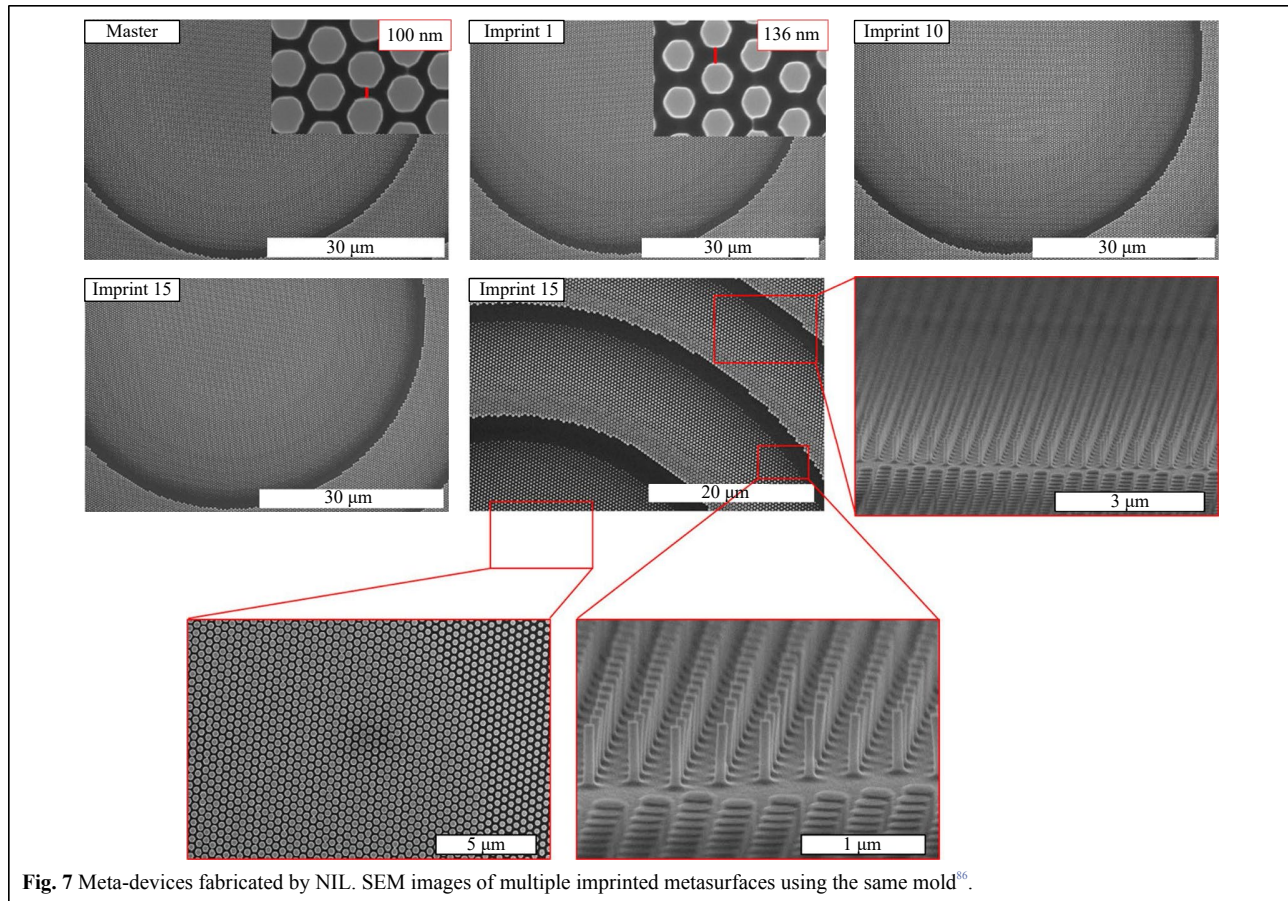 Master
100 nm
30 μm
Imprint 1
136 nm
30 μm
Imprint 10
30 μm
Imprint 15
30 μm
Imprint 15
20 μm
3 μm
5 μm
1 μm
Fig. 7 Meta-devices fabricated by NIL. SEM images of multiple imprinted metasurfaces using the same mold86.